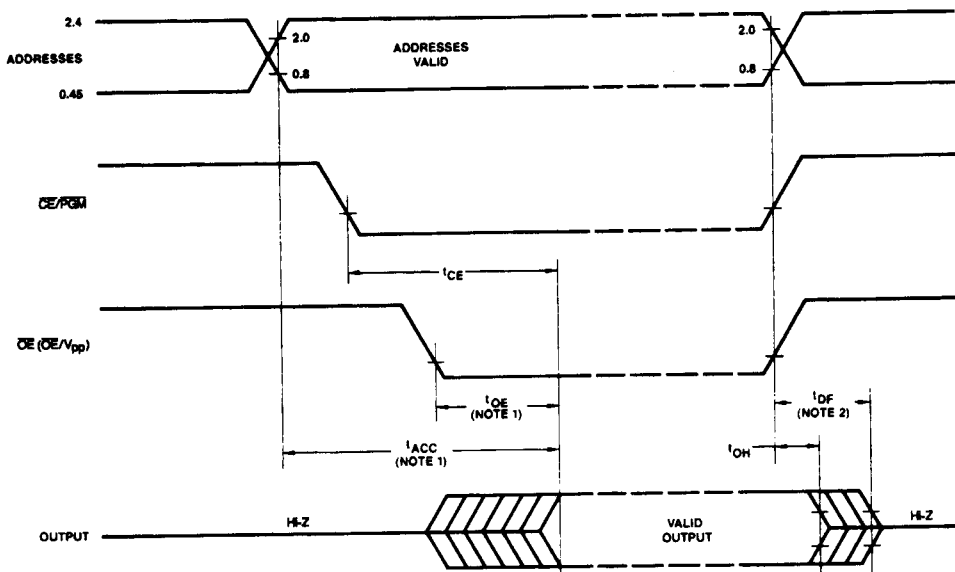 2.4
ADDRESSES
0.45
2.0
0.8
ADDRESSES
VALID
2.0
0.8
CE/PGM
tCE
OE (OE/Vpp)
tOE
(NOTE 1)
tACC
(NOTE 1)
tDF
(NOTE 2)
tOH
OUTPUT
HI-Z
VALID
OUTPUT
HI-Z